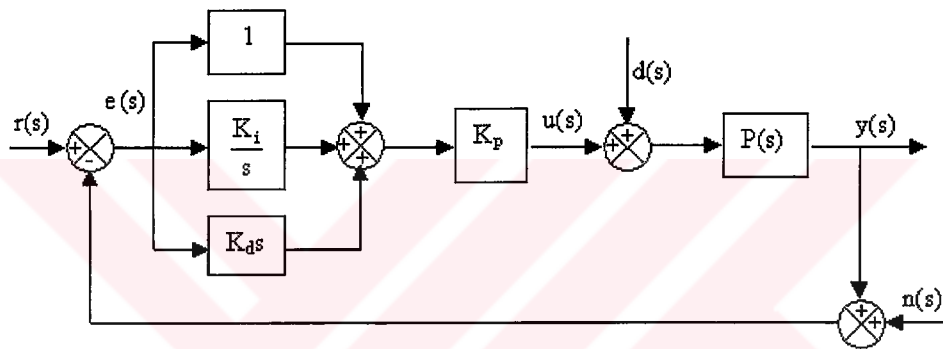 1
d(s)
e(s)
r(s)
+
-
K_i
s
+
+
+
K_p
u(s)
+
+
P(s)
y(s)
K_d s
n(s)
+
+